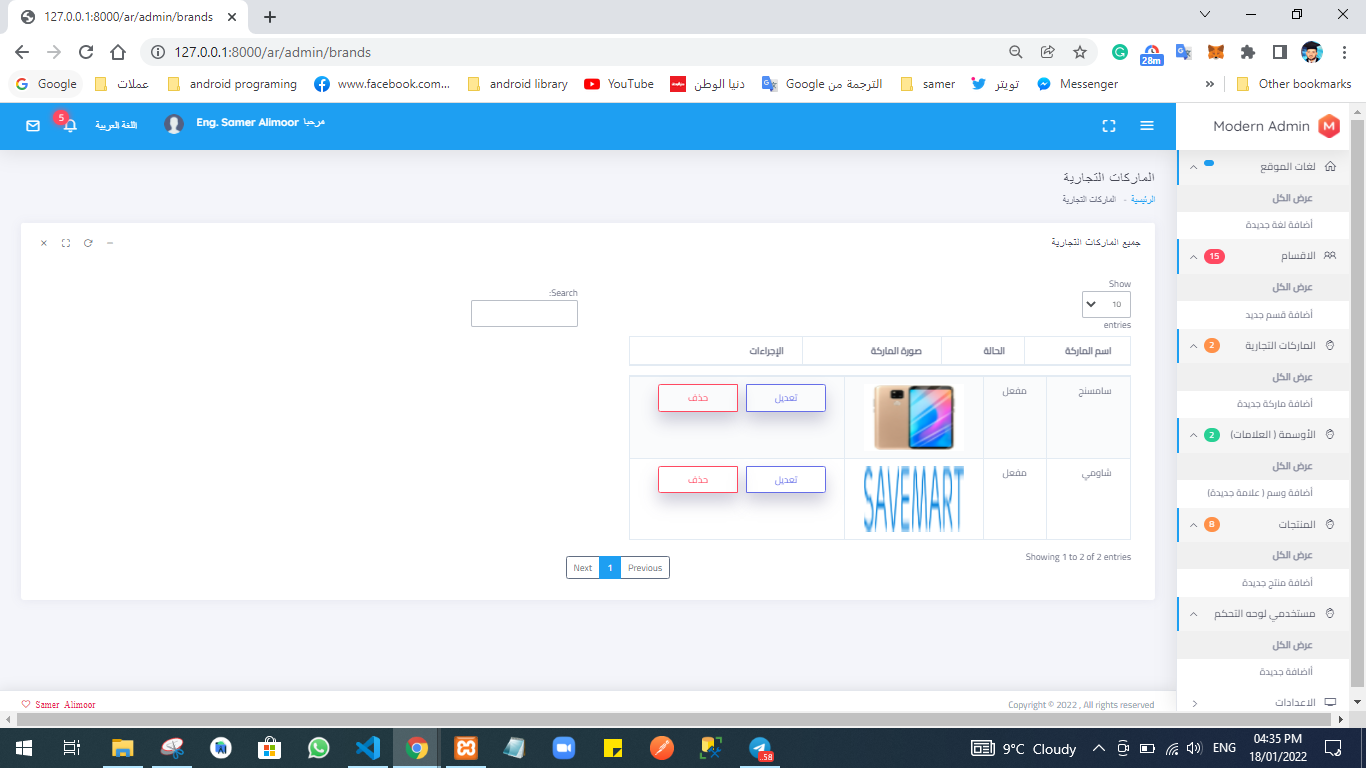 127.0.0.1:8000/ar/admin/brands
127.0.0.1:8000/ar/admin/brands
28m
Google
عملات
android programing
www.facebook.com...
android library
YouTube
دنيا الوطن
الترجمة من Google
samer
تويتر
Messenger
»
Other bookmarks
Modern Admin
مرحبا Eng. Samer Alimoor
اللغة العربية
5
لغات الموقع
عرض الكل
أضافة لغة جديدة
الاقسام 15
عرض الكل
أضافة قسم جديد
الماركات التجارية 2
عرض الكل
أضافة ماركة جديدة
الأوسمة ( العلامات) 2
عرض الكل
أضافة وسم ( علامة جديدة)
المنتجات 8
عرض الكل
أضافة منتج جديدة
مستخدمي لوحه التحكم
عرض الكل
أاضافة جديدة
الاعدادات
الماركات التجارية
الرئيسية - الماركات التجارية
جميع الماركات التجارية
Show
10
entries
Search:
اسم الماركة الحالة صورة الماركة الإجراءات
سامسنج مفعل تعديل حذف
شاومي مفعل SAVEMART تعديل حذف
Showing 1 to 2 of 2 entries
Next 1 Previous
Samer Alimoor
Copyright © 2022 , All rights reserved
.58
9°C Cloudy
ENG
04:35 PM
18/01/2022